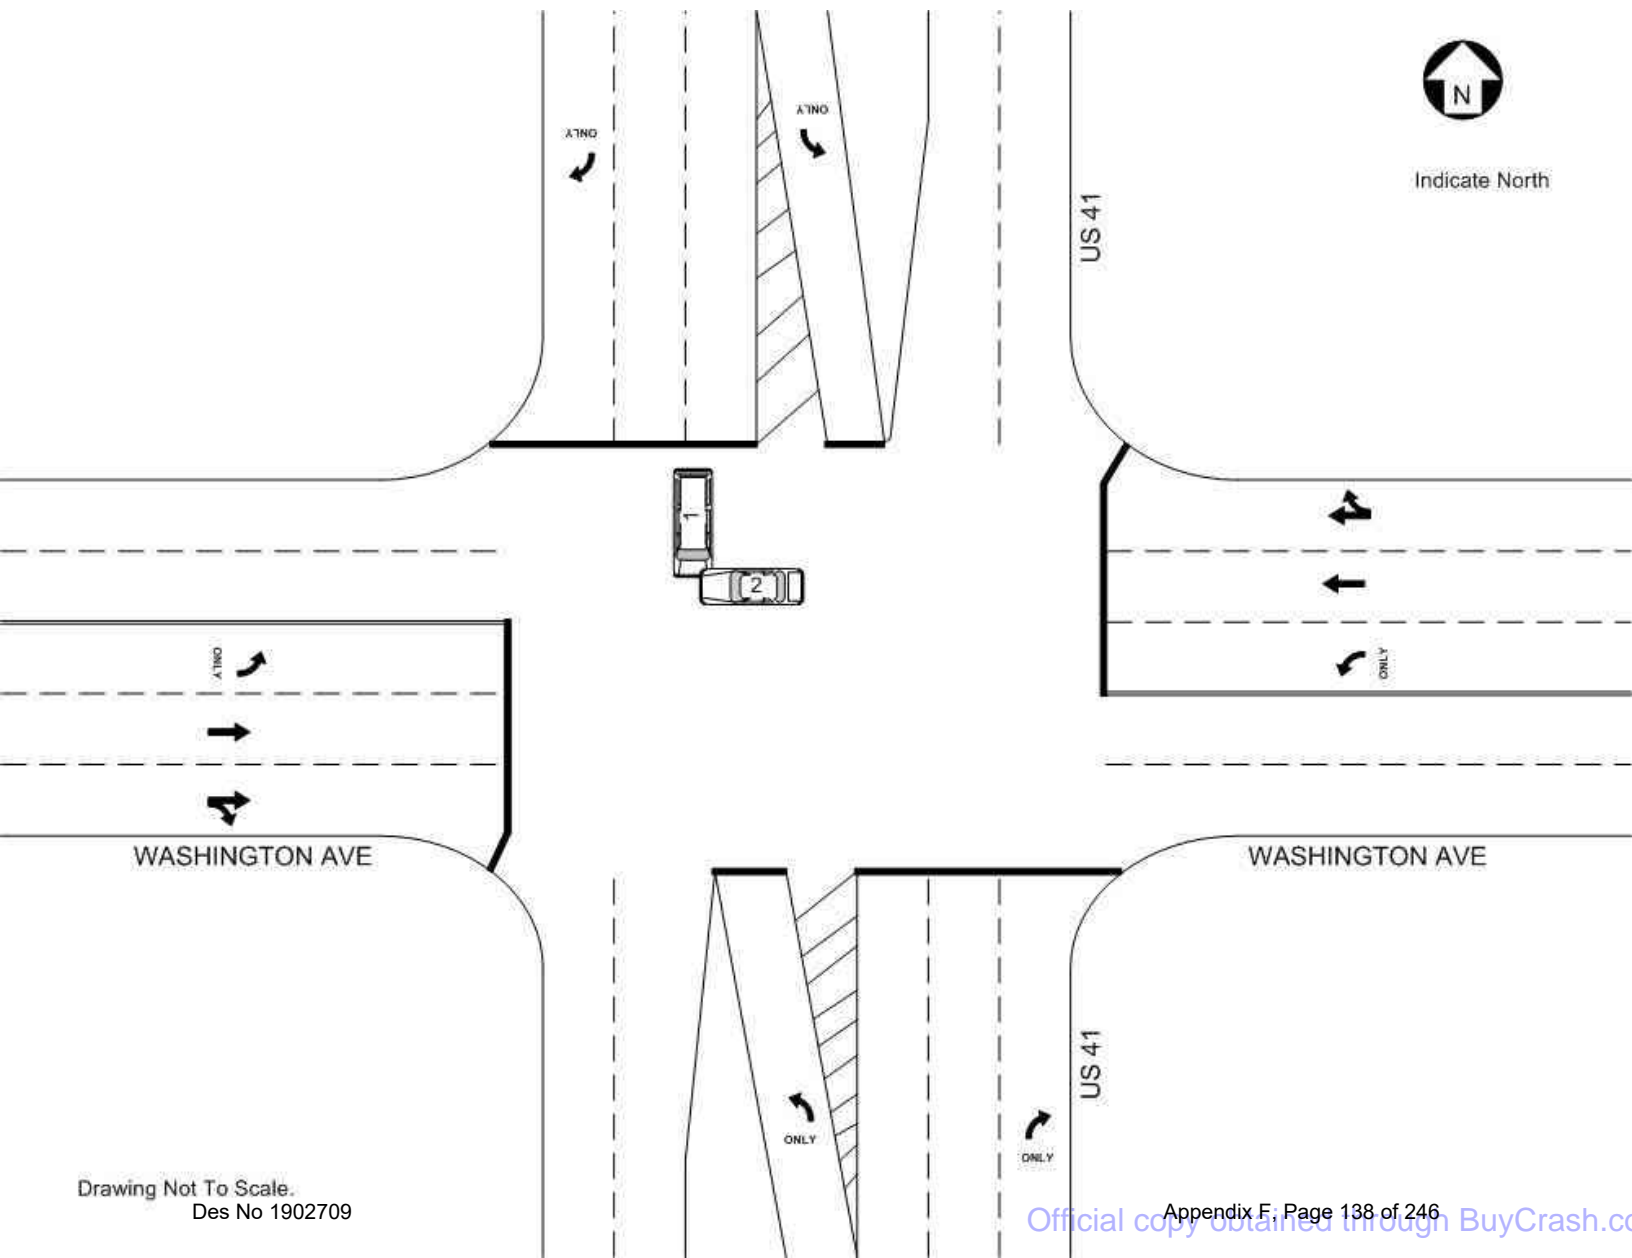 ONLY
ONLY
N
Indicate North
US 41
1
2
ONLY
ONLY
WASHINGTON AVE
WASHINGTON AVE
US 41
ONLY
ONLY
Drawing Not To Scale.
Des No 1902709
Appendix F, Page 138 of 246
Official copy obtained through BuyCrash.co